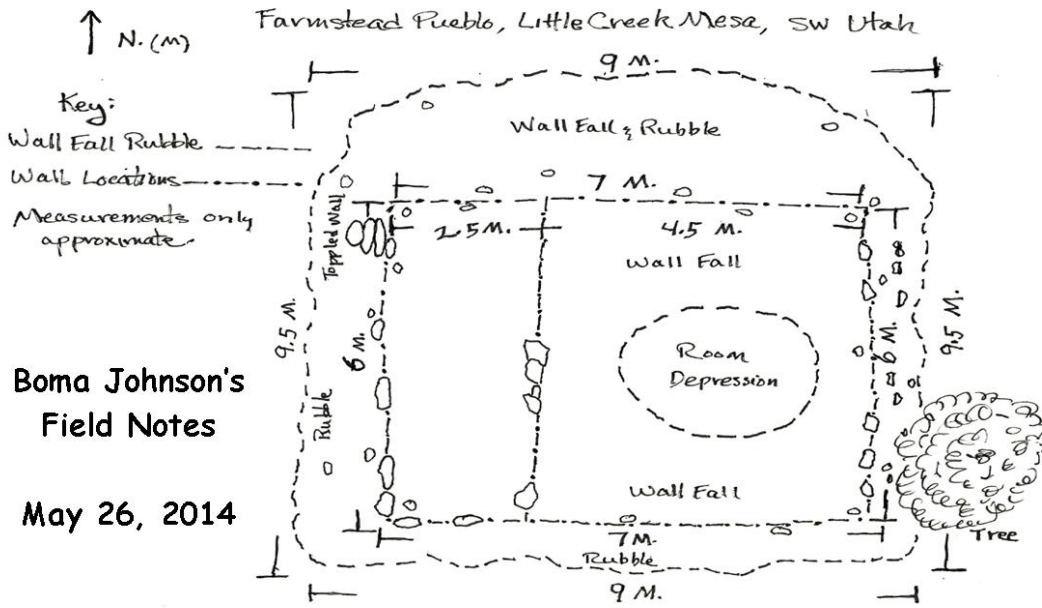 Farmstead Pueblo, Little Creek Mesa, SW Utah
N. (M)
9 M.
Key:
Wall Fall Rubble
Wall Locations
Measurements only
approximate.
Wall Fall & Rubble
7 M.
Toppled Wall
2.5 M.
4.5 M.
Wall Fall
9.5 M.
6 M.
6 M.
9.5 M.
Room
Depression
Boma Johnson's
Field Notes
Rubble
May 26, 2014
Wall Fall
Tree
7 M.
Rubble
9 M.